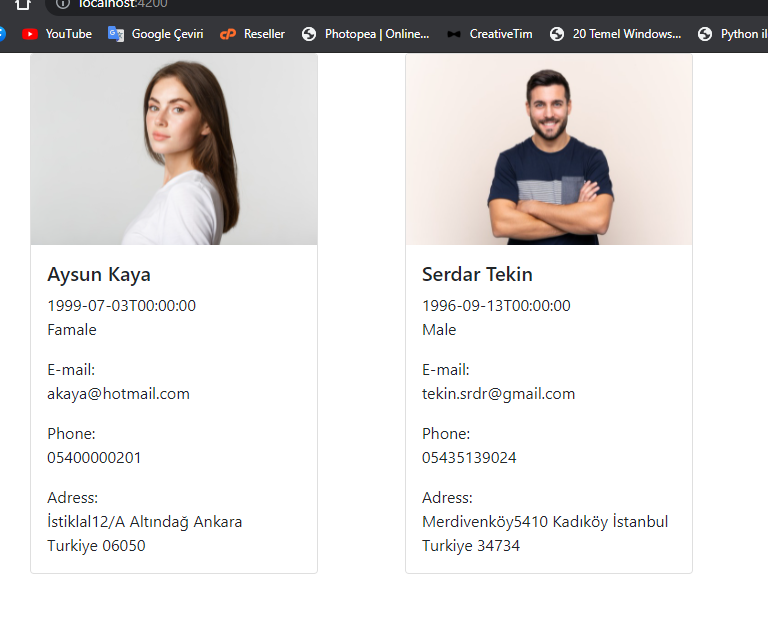 localhost:4200
YouTube Google Çeviri Reseller Photopea | Online... CreativeTim 20 Temel Windows... Python il
Aysun Kaya
1999-07-03T00:00:00
Famale
E-mail:
akaya@hotmail.com
Phone:
05400000201
Adress:
İstiklal12/A Altındağ Ankara
Turkiye 06050
Serdar Tekin
1996-09-13T00:00:00
Male
E-mail:
tekin.srdr@gmail.com
Phone:
05435139024
Adress:
Merdivenköy5410 Kadıköy İstanbul
Turkiye 34734